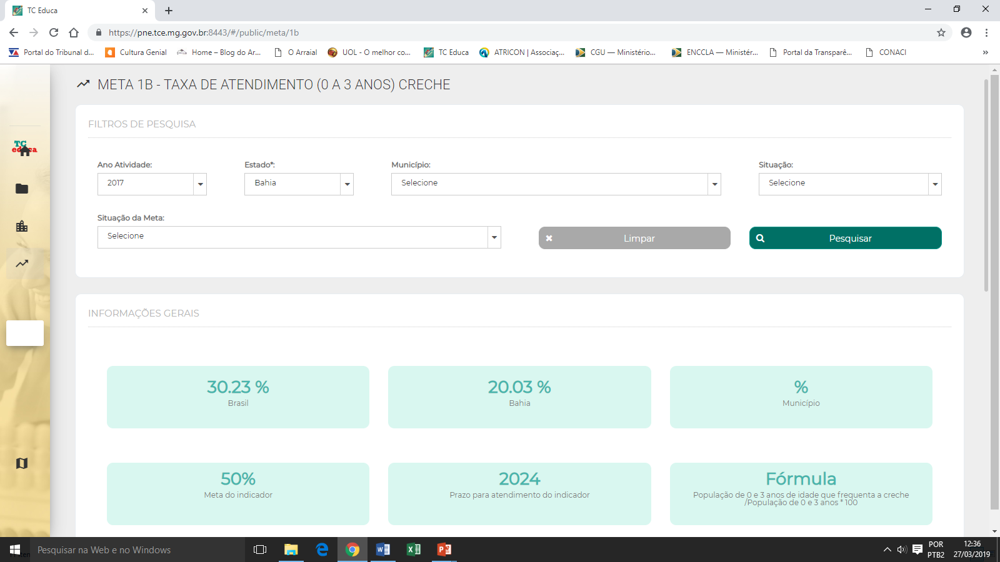 TC Educa
https://pne.tce.mg.gov.br:8443/#/public/meta/1b
Portal do Tribunal d... Cultura Genial Home – Blog do Ar... O Arraial UOL - O melhor co... TC Educa ATRICON | Associaç... CGU — Ministério... ENCCLA — Ministér... Portal da Transparê... CONACI »
META 1B - TAXA DE ATENDIMENTO (0 A 3 ANOS) CRECHE
TC
educa
FILTROS DE PESQUISA
Ano Atividade: Estado*: Município: Situação:
2017 Bahia Selecione Selecione
Situação da Meta:
Selecione
Limpar
Pesquisar
INFORMAÇÕES GERAIS
30.23 %
Brasil
20.03 %
Bahia
%
Município
50%
Meta do indicador
2024
Prazo para atendimento do indicador
Fórmula
População de 0 e 3 anos de idade que frequenta a creche
/População de 0 e 3 anos * 100
Pesquisar na Web e no Windows
POR
PTB2
12:36
27/03/2019